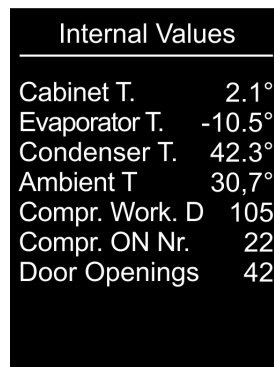 Internal Values
Cabinet T. 2.1°
Evaporator T. -10.5°
Condenser T. 42.3°
Ambient T 30,7°
Compr. Work. D 105
Compr. ON Nr. 22
Door Openings 42